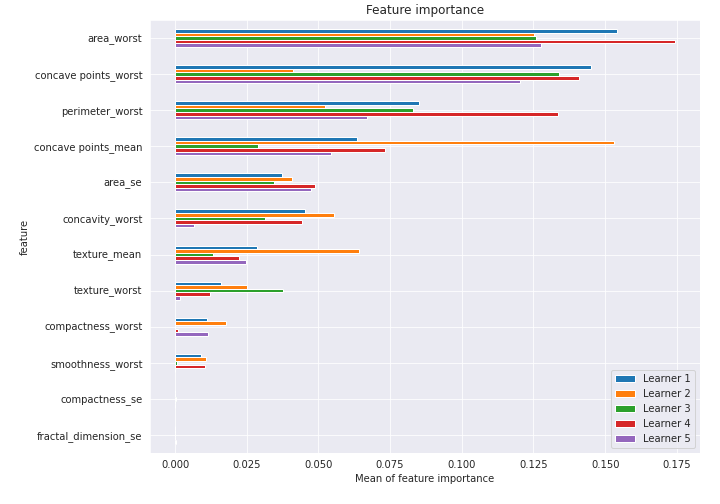 Feature importance
area_worst
concave points_worst
perimeter_worst
concave points_mean
area_se
concavity_worst
texture_mean
texture_worst
compactness_worst
smoothness_worst
compactness_se
fractal_dimension_se
feature
Learner 1
Learner 2
Learner 3
Learner 4
Learner 5
0.000 0.025 0.050 0.075 0.100 0.125 0.150 0.175
Mean of feature importance